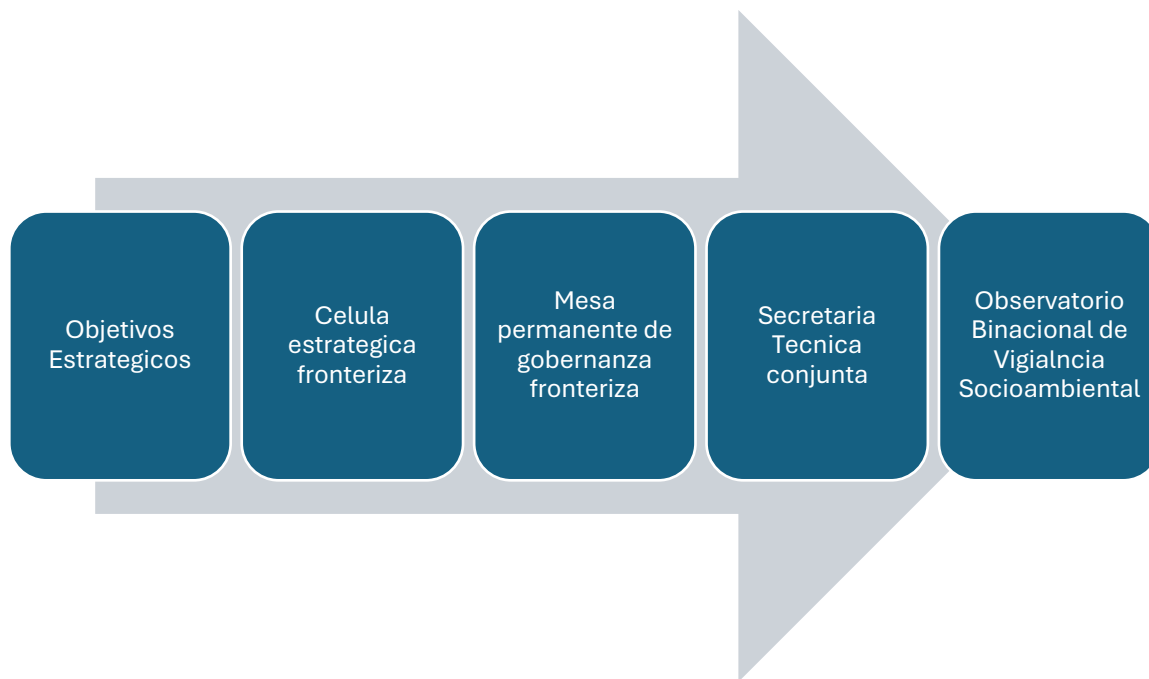 Objetivos
Estrategicos
Celula
estrategica
fronteriza
Mesa
permanente de
gobernanza
fronteriza
Secretaria
Tecnica
conjunta
Observatorio
Binacional de
Vigialncia
Socioambiental